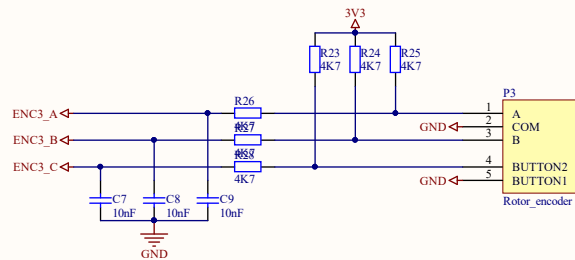 3V3
R23 R24 R25
4K7 4K7 4K7
P3
R26
ENC3_A 4K7 1 A
GND 2 COM
R27
ENC3_B 4K7 3 B
R28
ENC3_C 4K7 4 BUTTON2
GND 5 BUTTON1
C7 C8 C9
10nF 10nF 10nF
Rotor_encoder
GND